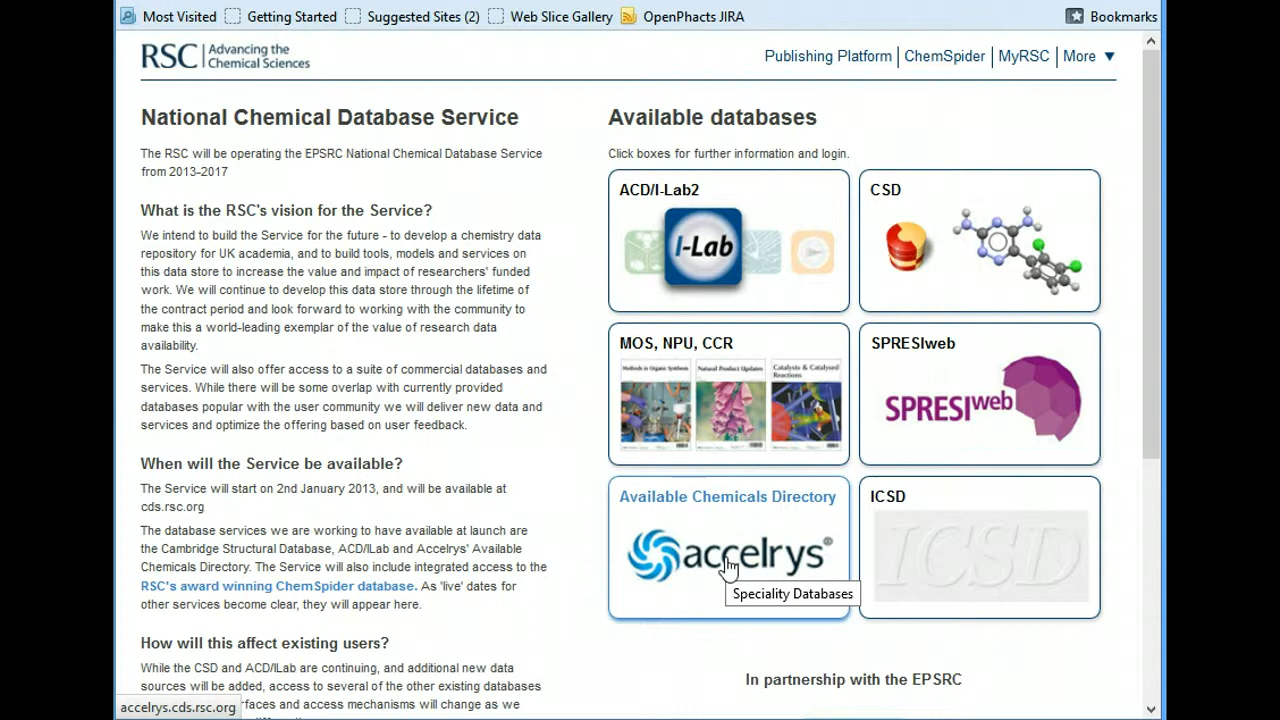 Most Visited Getting Started Suggested Sites (2) Web Slice Gallery OpenPhacts JIRA Bookmarks
RSC Advancing the
Chemical Sciences
Publishing Platform ChemSpider MyRSC More ▼
National Chemical Database Service
The RSC will be operating the EPSRC National Chemical Database Service
from 2013-2017
What is the RSC's vision for the Service?
We intend to build the Service for the future - to develop a chemistry data
repository for UK academia, and to build tools, models and services on
this data store to increase the value and impact of researchers' funded
work. We will continue to develop this data store through the lifetime of
the contract period and look forward to working with the community to
make this a world-leading exemplar of the value of research data
availability.
The Service will also offer access to a suite of commercial databases and
services. While there will be some overlap with currently provided
databases popular with the user community we will deliver new data and
services and optimize the offering based on user feedback.
When will the Service be available?
The Service will start on 2nd January 2013, and will be available at
cds.rsc.org
The database services we are working to have available at launch are
the Cambridge Structural Database, ACD/ILab and Accelrys' Available
Chemicals Directory. The Service will also include integrated access to the
RSC's award winning ChemSpider database. As 'live' dates for
other services become clear, they will appear here.
How will this affect existing users?
While the CSD and ACD/ILab are continuing, and additional new data
sources will be added, access to several of the other existing databases
rfaces and access mechanisms will change as we
accelrys.cds.rsc.org
Available databases
Click boxes for further information and login.
ACD/I-Lab2
I-Lab
CSD
MOS, NPU, CCR
Methods in Organic Synthesis
Natural Product Updates
Catalysts & Catalysed
Reactions
SPRESIweb
SPRESIweb
Available Chemicals Directory
accelrys®
Speciality Databases
ICSD
ICSD
In partnership with the EPSRC